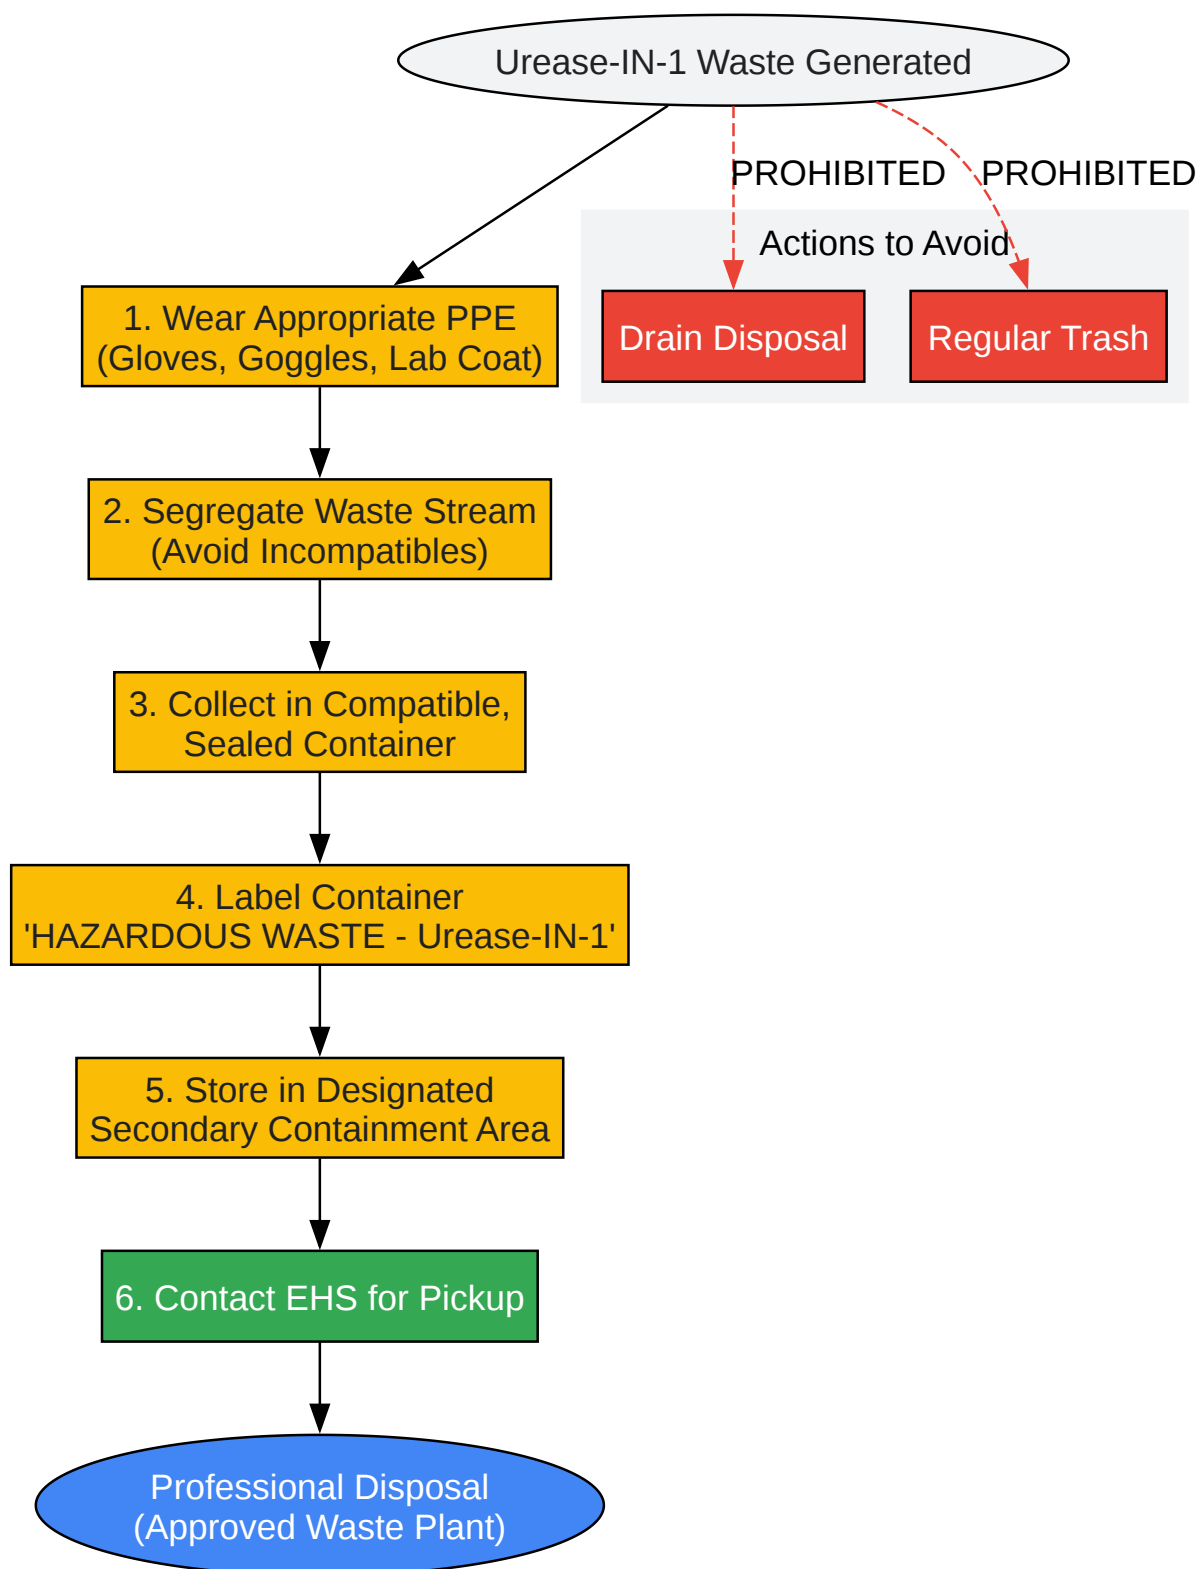 Urease-IN-1 Waste Generated
PROHIBITED
PROHIBITED
Actions to Avoid
Drain Disposal
Regular Trash
1. Wear Appropriate PPE
(Gloves, Goggles, Lab Coat)
2. Segregate Waste Stream
(Avoid Incompatibles)
3. Collect in Compatible,
Sealed Container
4. Label Container
'HAZARDOUS WASTE - Urease-IN-1'
5. Store in Designated
Secondary Containment Area
6. Contact EHS for Pickup
Professional Disposal
(Approved Waste Plant)